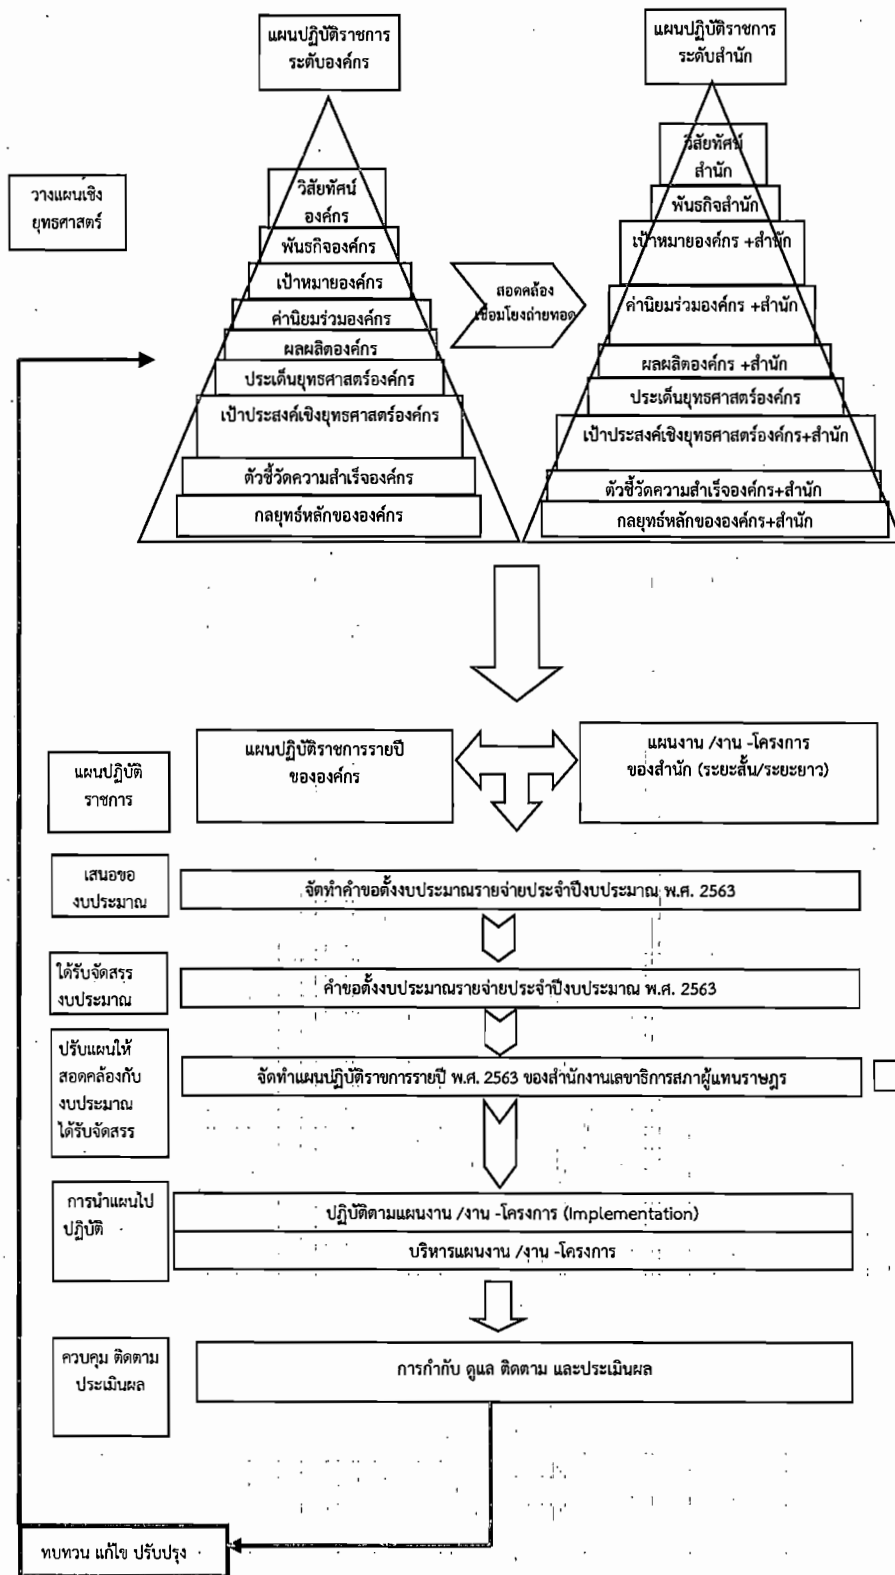 แผนปฏิบัติราชการ
ระดับองค์กร
แผนปฏิบัติราชการ
ระดับสำนัก
วางแผนเชิง
ยุทธศาสตร์
วิสัยทัศน์
องค์กร
พันธกิจองค์กร
เป้าหมายองค์กร
ค่านิยมร่วมองค์กร
ผลผลิตองค์กร
ประเด็นยุทธศาสตร์องค์กร
เป้าประสงค์เชิงยุทธศาสตร์องค์กร
ตัวชี้วัดความสำเร็จองค์กร
กลยุทธ์หลักขององค์กร
สอดคล้อง
เชื่อมโยงถ่ายทอด
วิสัยทัศน์
สำนัก
พันธกิจสำนัก
เป้าหมายองค์กร +สำนัก
ค่านิยมร่วมองค์กร +สำนัก
ผลผลิตองค์กร +สำนัก
ประเด็นยุทธศาสตร์องค์กร
เป้าประสงค์เชิงยุทธศาสตร์องค์กร+สำนัก
ตัวชี้วัดความสำเร็จองค์กร+สำนัก
กลยุทธ์หลักขององค์กร+สำนัก
แผนปฏิบัติ
ราชการ
แผนปฏิบัติราชการรายปี
ขององค์กร
แผนงาน /งาน -โครงการ
ของสำนัก (ระยะสั้น/ระยะยาว)
เสนอขอ
งบประมาณ
จัดทำคำขอตั้งงบประมาณรายจ่ายประจำปีงบประมาณ พ.ศ. 2563
ได้รับจัดสรร
งบประมาณ
คำขอตั้งงบประมาณรายจ่ายประจำปีงบประมาณ พ.ศ. 2563
ปรับแผนให้
สอดคล้องกับ
งบประมาณ
ได้รับจัดสรร
จัดทำแผนปฏิบัติราชการรายปี พ.ศ. 2563 ของสำนักงานเลขาธิการสภาผู้แทนราษฎร
การนำแผนไป
ปฏิบัติ
ปฏิบัติตามแผนงาน /งาน -โครงการ (Implementation)
บริหารแผนงาน /งาน -โครงการ
ควบคุม ติดตาม
ประเมินผล
การกำกับ ดูแล ติดตาม และประเมินผล
ทบทวน แก้ไข ปรับปรุง